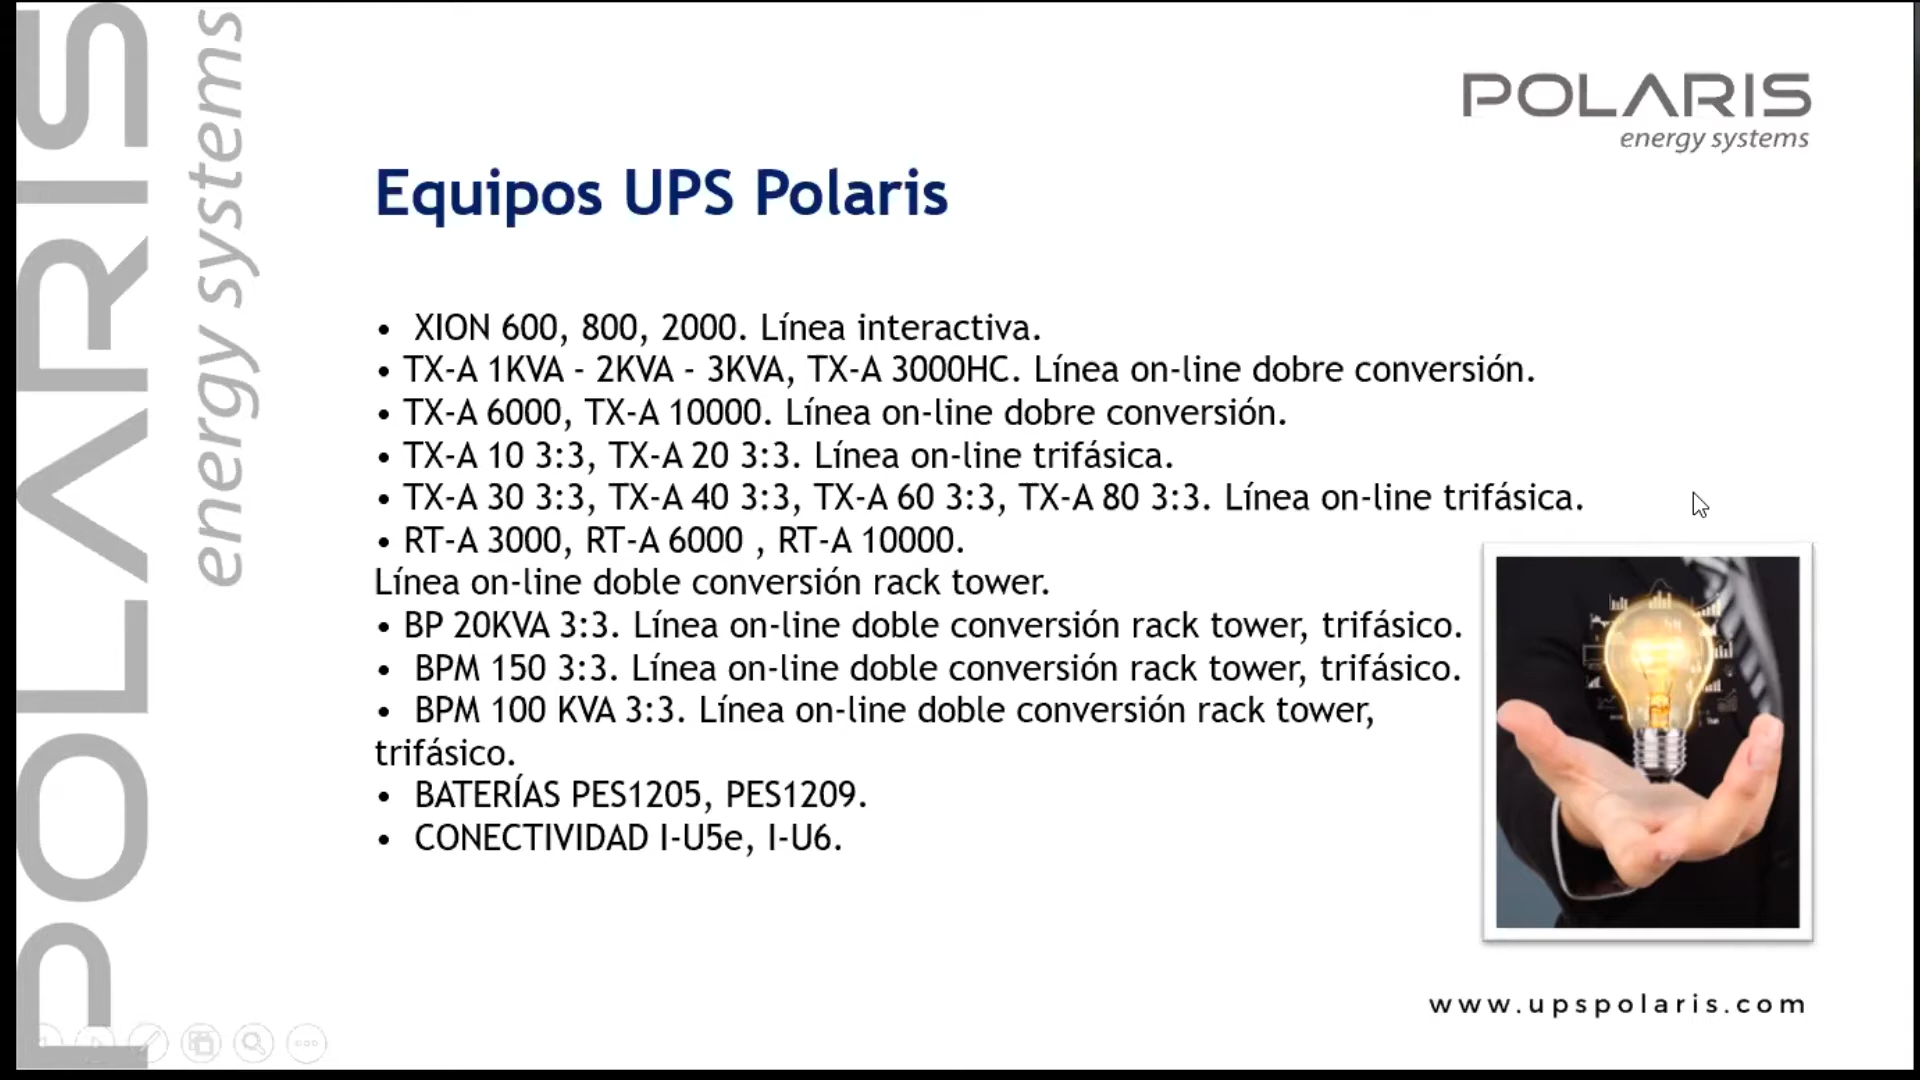 POLARIS
energy systems
POLARIS
energy systems
Equipos UPS Polaris
• XION 600, 800, 2000. Línea interactiva.
• TX-A 1KVA - 2KVA - 3KVA, TX-A 3000HC. Línea on-line dobre conversión.
• TX-A 6000, TX-A 10000. Línea on-line dobre conversión.
• TX-A 10 3:3, TX-A 20 3:3. Línea on-line trifásica.
• TX-A 30 3:3, TX-A 40 3:3, TX-A 60 3:3, TX-A 80 3:3. Línea on-line trifásica.
• RT-A 3000, RT-A 6000 , RT-A 10000.
Línea on-line doble conversión rack tower.
• BP 20KVA 3:3. Línea on-line doble conversión rack tower, trifásico.
• BPM 150 3:3. Línea on-line doble conversión rack tower, trifásico.
• BPM 100 KVA 3:3. Línea on-line doble conversión rack tower,
trifásico.
• BATERÍAS PES1205, PES1209.
• CONECTIVIDAD I-U5e, I-U6.
www.upspolaris.com